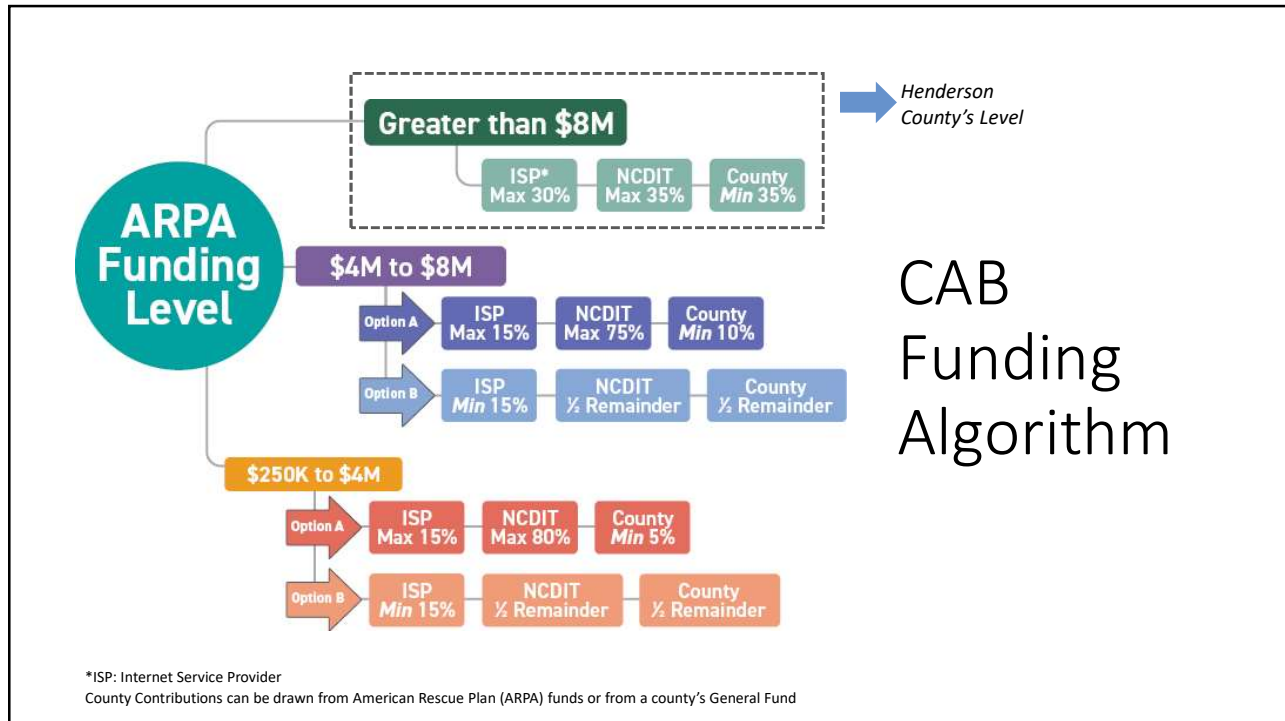 Henderson
County's Level
Greater than $8M
ISP*
Max 30%
NCDIT
Max 35%
County
Min 35%
ARPA
Funding
Level
$4M to $8M
Option A
ISP
Max 15%
NCDIT
Max 75%
County
Min 10%
Option B
ISP
Min 15%
NCDIT
½ Remainder
County
½ Remainder
CAB
Funding
Algorithm
$250K to $4M
Option A
ISP
Max 15%
NCDIT
Max 80%
County
Min 5%
Option B
ISP
Min 15%
NCDIT
½ Remainder
County
½ Remainder
*ISP: Internet Service Provider
County Contributions can be drawn from American Rescue Plan (ARPA) funds or from a county's General Fund